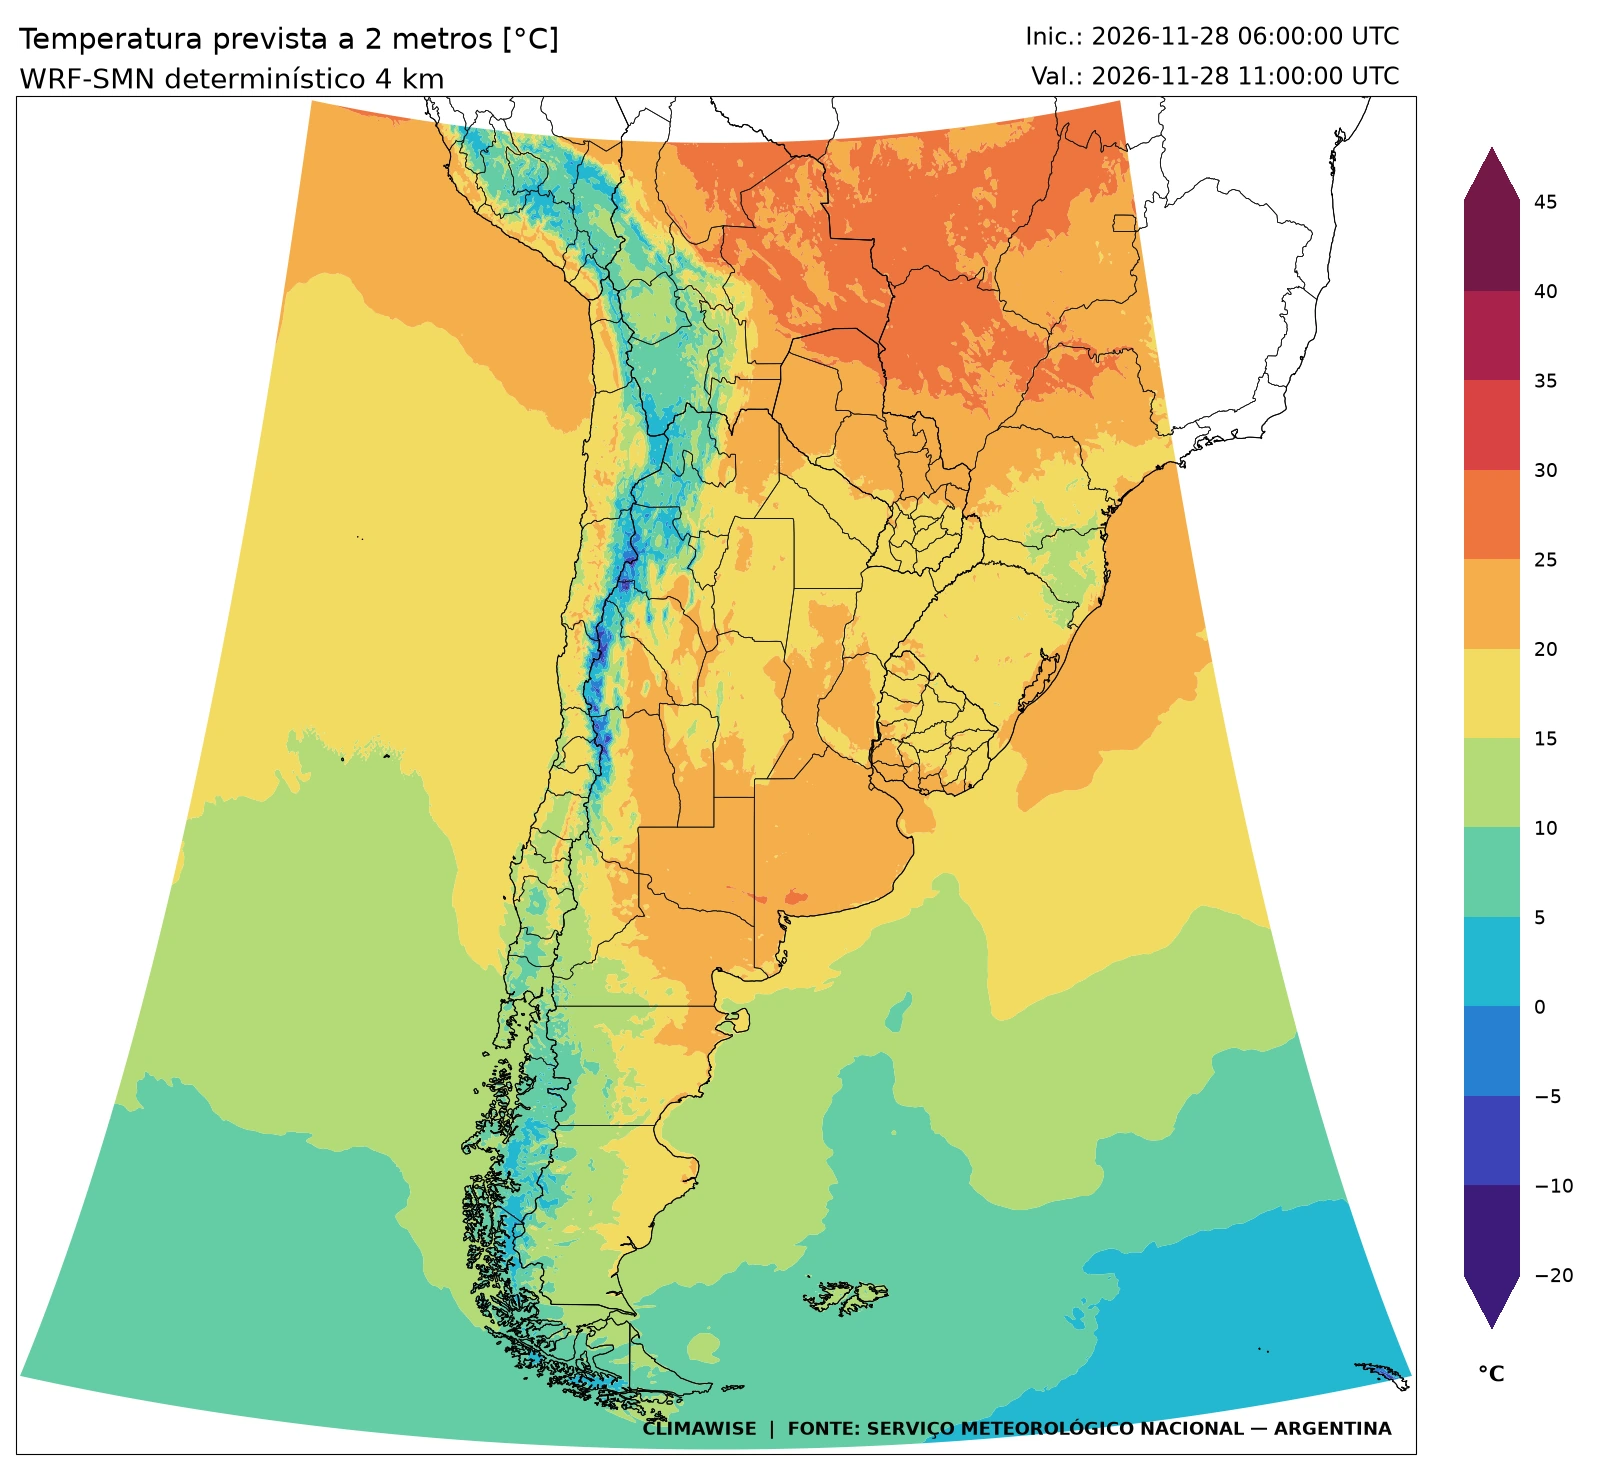 Temperatura prevista a 2 metros [°C]
WRF-SMN determinístico 4 km
Inic.: 2026-11-28 06:00:00 UTC
Val.: 2026-11-28 11:00:00 UTC
45
40
35
30
25
20
15
10
5
0
−5
−10
−20
°C
CLIMAWISE | FONTE: SERVIÇO METEOROLÓGICO NACIONAL — ARGENTINA